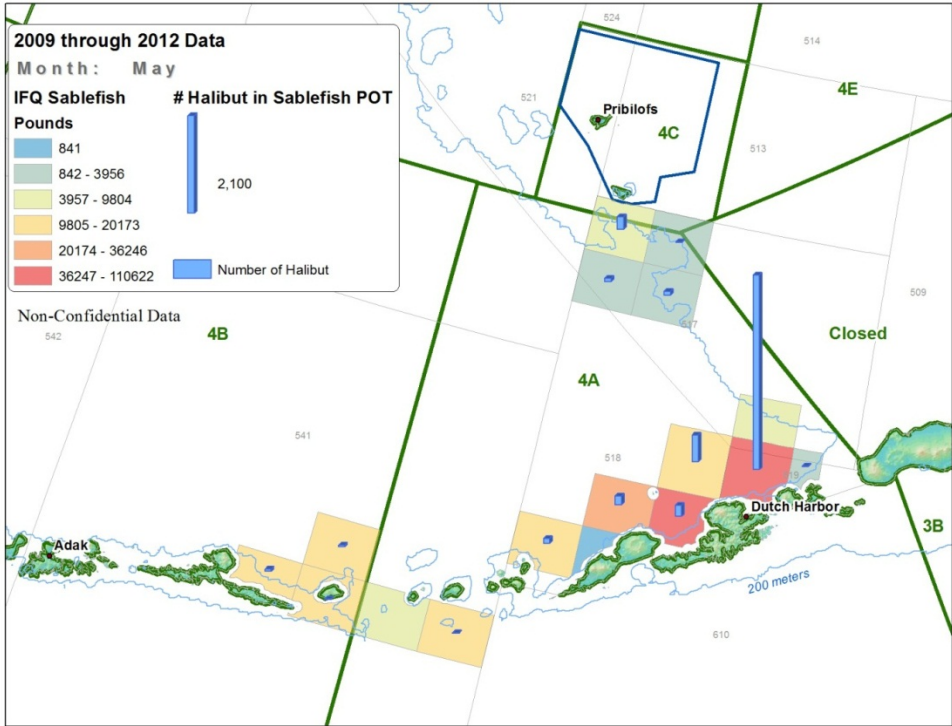 2009 through 2012 Data
Month: May
IFQ Sablefish
# Halibut in Sablefish POT
Pounds
841
842 - 3956
3957 - 9804
9805 - 20173
20174 - 36246
36247 - 110622
2,100
Number of Halibut
Non-Confidential Data
524
514
521
Pribilofs
4C
4E
513
509
517
Closed
542
4B
4A
541
518
519
Dutch Harbor
3B
Adak
200 meters
610